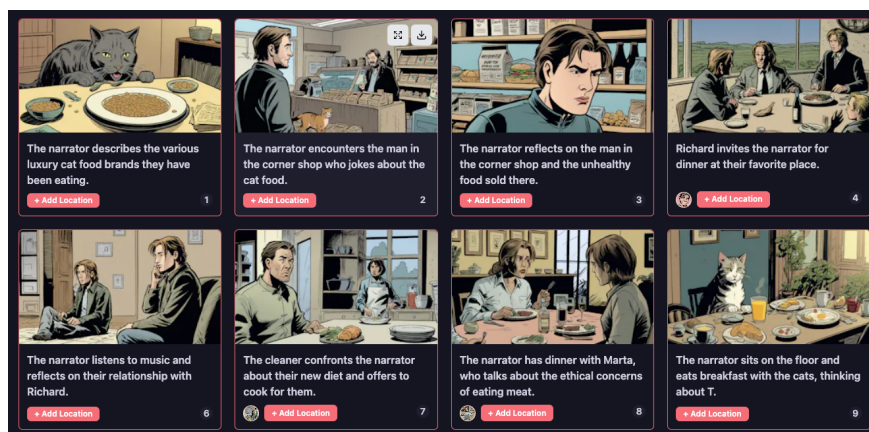 The narrator describes the various
luxury cat food brands they have
been eating.
+ Add Location
1
The narrator encounters the man in
the corner shop who jokes about the
cat food.
+ Add Location
2
The narrator reflects on the man in
the corner shop and the unhealthy
food sold there.
+ Add Location
3
Richard invites the narrator for
dinner at their favorite place.
+ Add Location
4
The narrator listens to music and
reflects on their relationship with
Richard.
+ Add Location
6
The cleaner confronts the narrator
about their new diet and offers to
cook for them.
+ Add Location
7
The narrator has dinner with Marta,
who talks about the ethical concerns
of eating meat.
+ Add Location
8
The narrator sits on the floor and
eats breakfast with the cats, thinking
about T.
+ Add Location
9